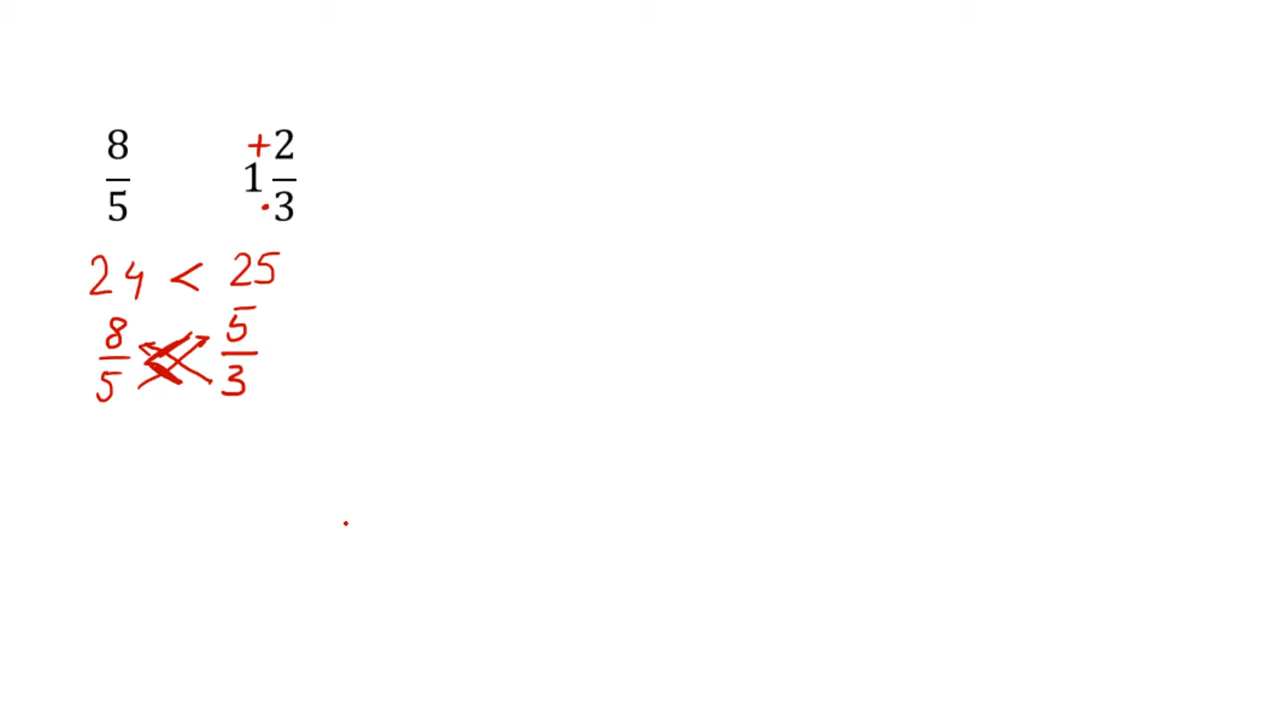 8/5 1 + 2/3
· 
24 < 25
8/5 < 5/3